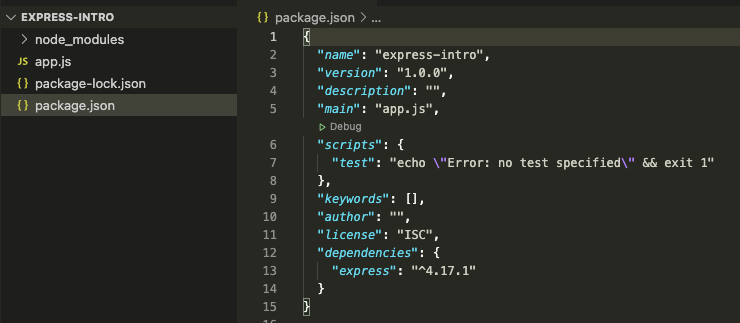 EXPRESS-INTRO
node_modules
JS app.js
{} package-lock.json
{} package.json
{} package.json > ...
1 {
2 "name": "express-intro",
3 "version": "1.0.0",
4 "description": "",
5 "main": "app.js",
Debug
6 "scripts": {
7 "test": "echo \"Error: no test specified\" && exit 1"
8 },
9 "keywords": [],
10 "author": "",
11 "license": "ISC",
12 "dependencies": {
13 "express": "^4.17.1"
14 }
15 }
16